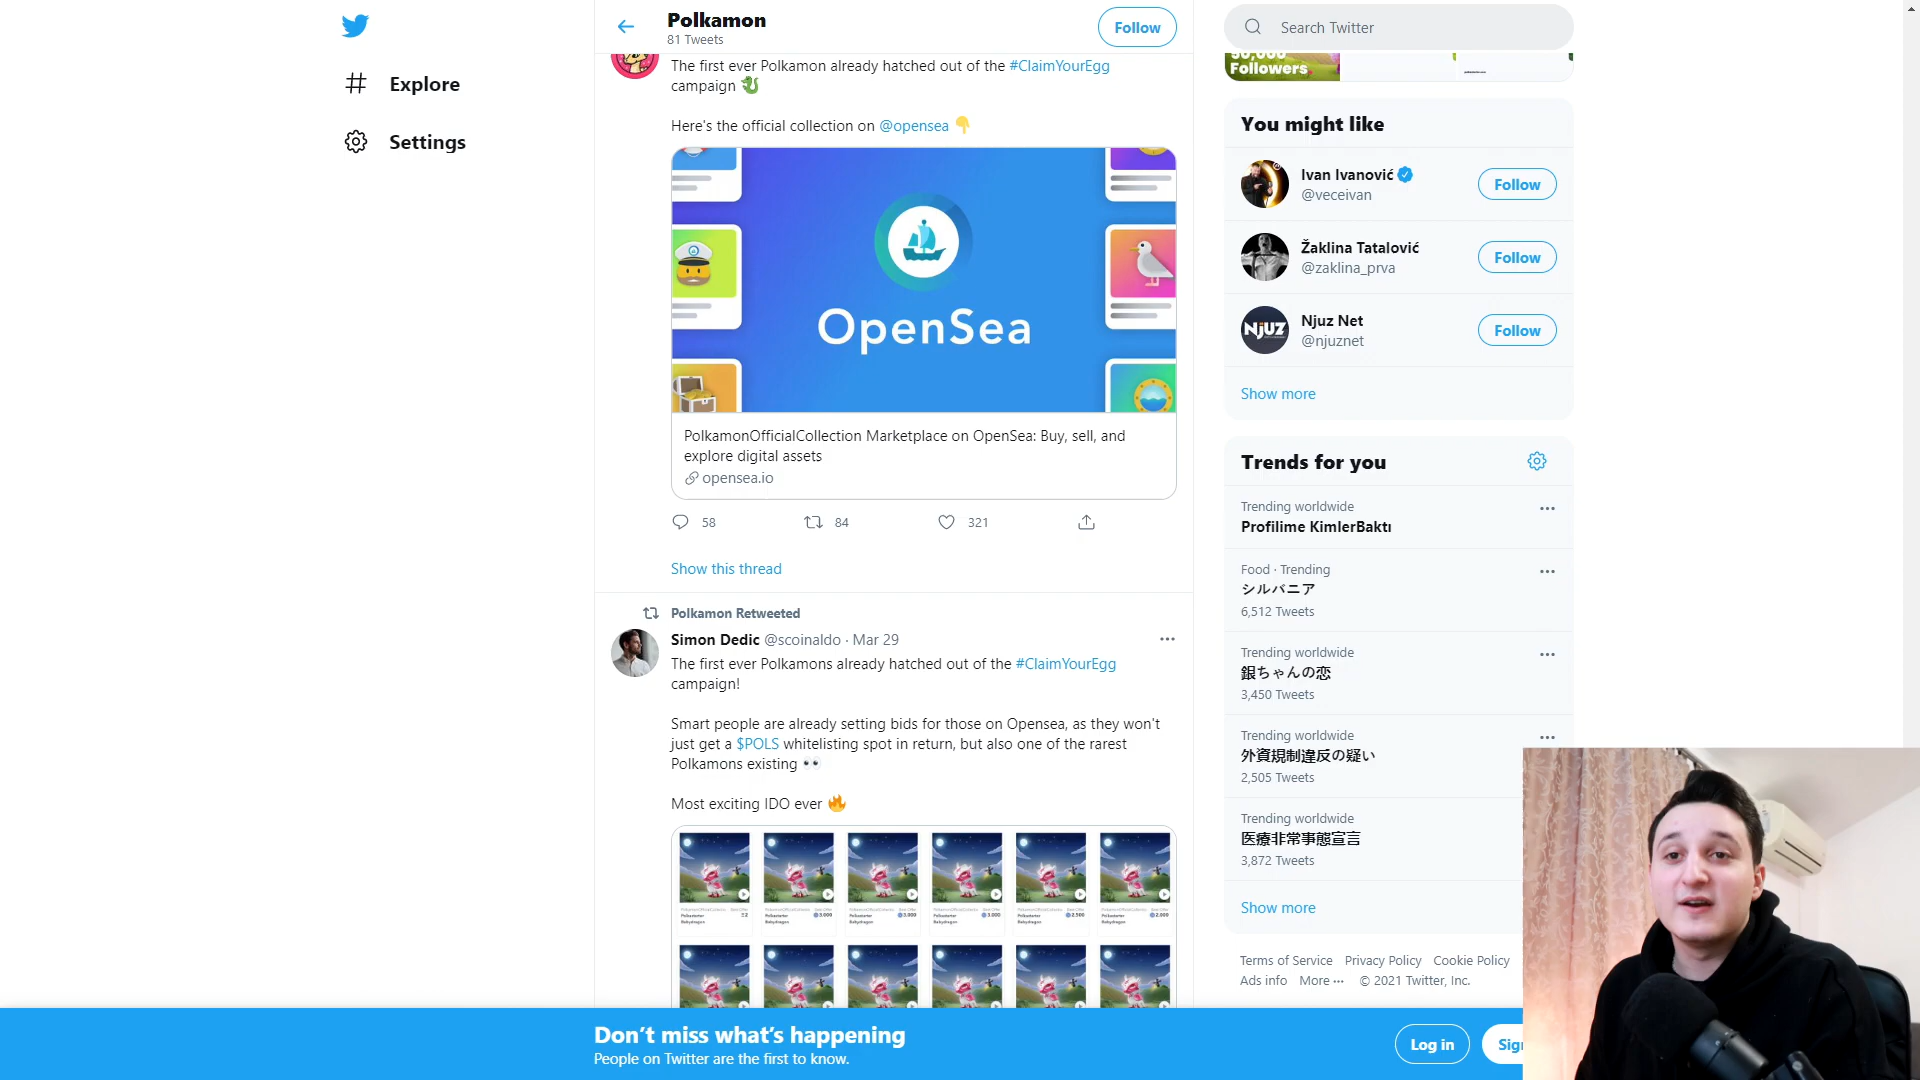 Explore
Settings
Polkamon
81 Tweets
Follow
The first ever Polkamon already hatched out of the #ClaimYourEgg
campaign
Here's the official collection on @opensea
OpenSea
PolkamonOfficialCollection Marketplace on OpenSea: Buy, sell, and
explore digital assets
opensea.io
58
84
321
Show this thread
Polkamon Retweeted
Simon Dedic @scoinaldo · Mar 29
The first ever Polkamons already hatched out of the #ClaimYourEgg
campaign!
Smart people are already setting bids for those on Opensea, as they won't
just get a $POLS whitelisting spot in return, but also one of the rarest
Polkamons existing
Most exciting IDO ever
Search Twitter
Followers
You might like
Ivan Ivanović
@veceivan
Follow
Žaklina Tatalović
@zaklina_prva
Follow
NJUZ
Njuz Net
@njuznet
Follow
Show more
Trends for you
Trending worldwide
Profilime KimlerBaktı
Food · Trending
シルバニア
6,512 Tweets
Trending worldwide
銀ちゃんの恋
3,450 Tweets
Trending worldwide
外資規制違反の疑い
2,505 Tweets
Trending worldwide
医療非常事態宣言
3,872 Tweets
Show more
Terms of Service Privacy Policy Cookie Policy
Ads info More ··· © 2021 Twitter, Inc.
Don't miss what's happening
People on Twitter are the first to know.
Log in